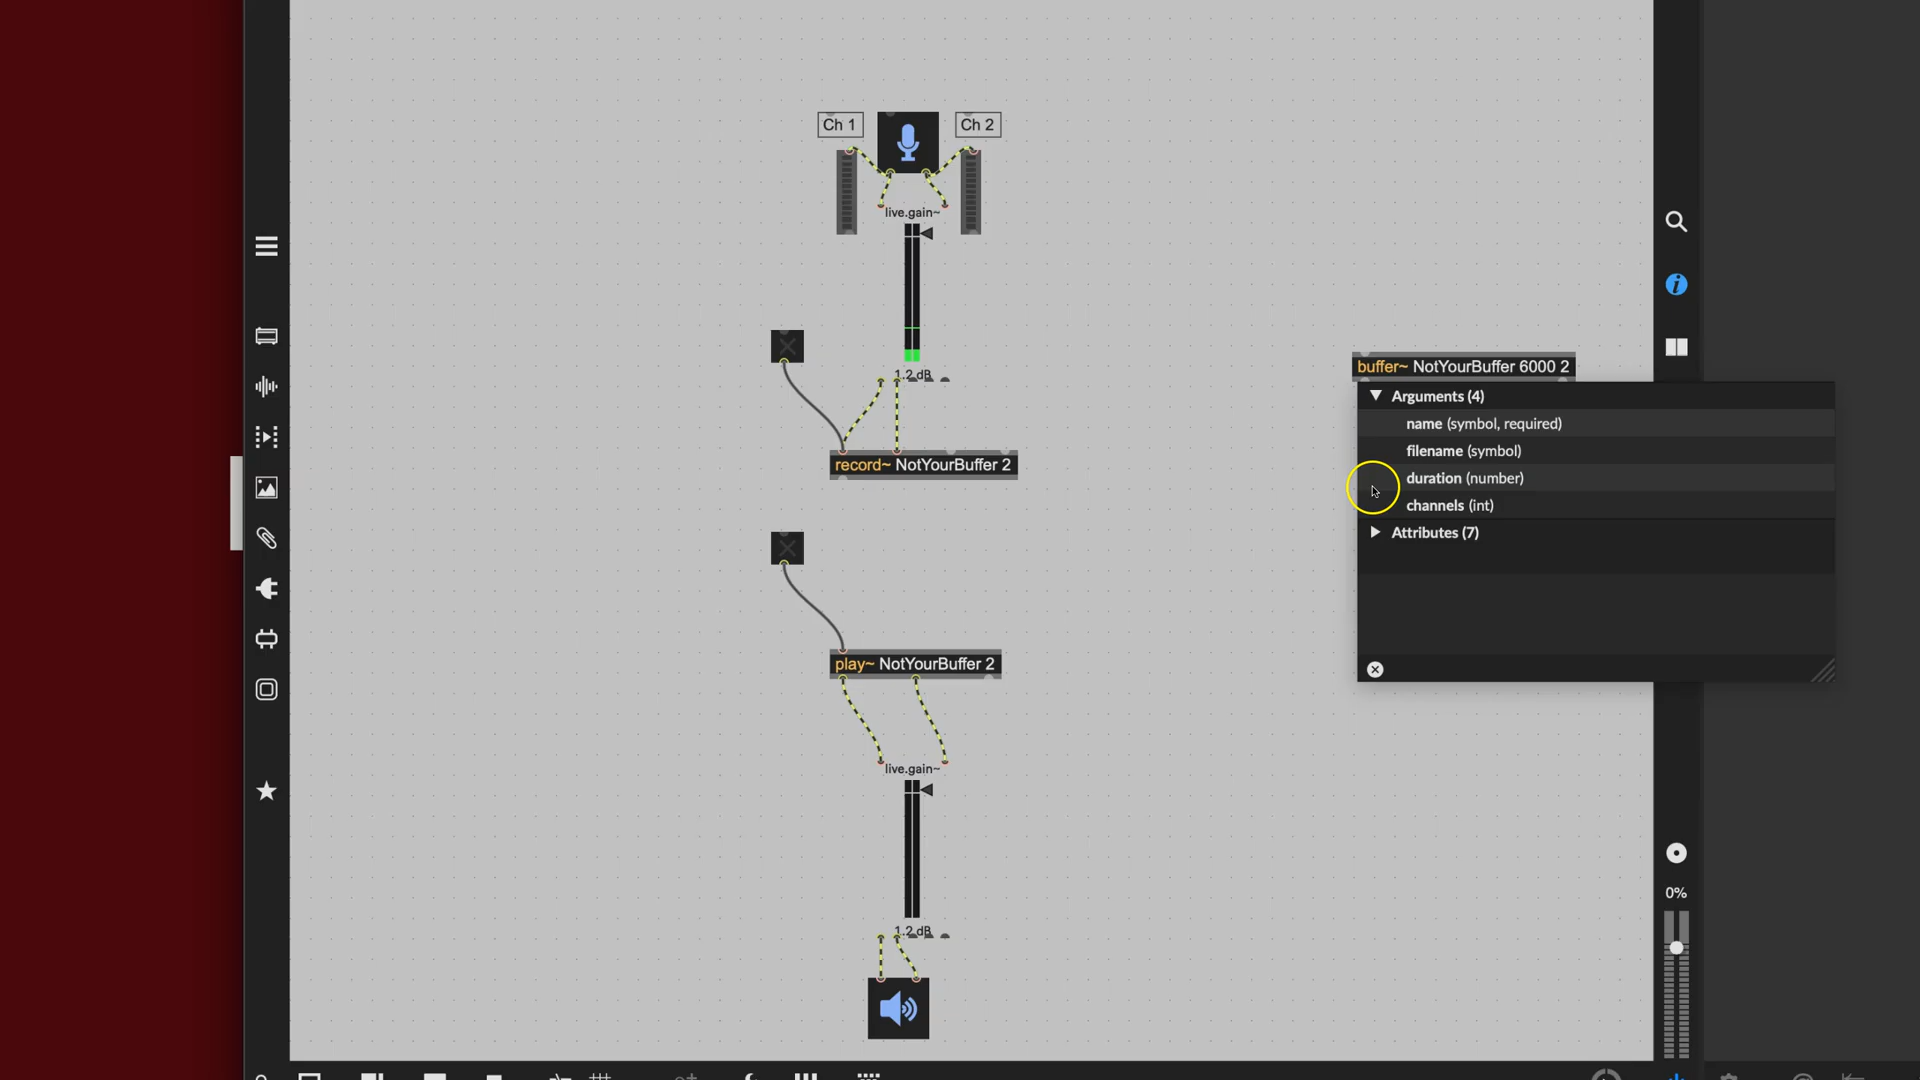 Ch 1
Ch 2
live.gain~
1.2 dB
buffer~ NotYourBuffer 6000 2
Arguments (4)
name (symbol, required)
filename (symbol)
duration (number)
channels (int)
Attributes (7)
record~ NotYourBuffer 2
play~ NotYourBuffer 2
live.gain~
1.2 dB
0%